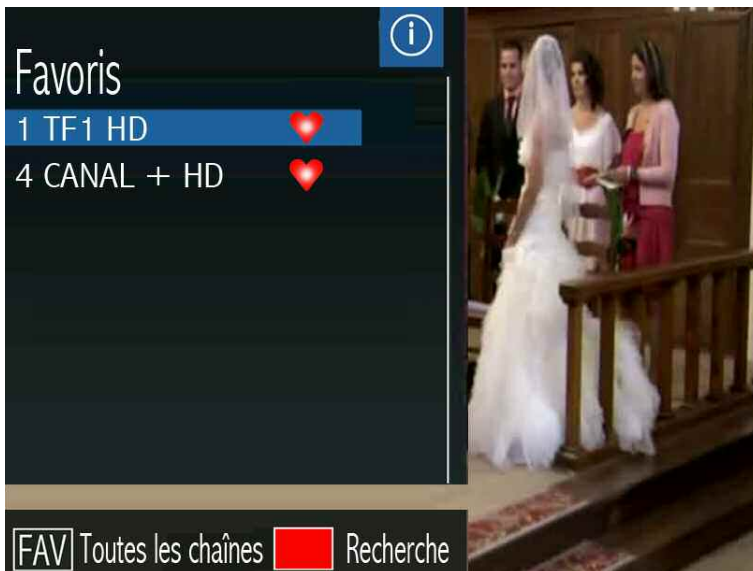 Favoris
1 TF1 HD
4 CANAL + HD
FAV Toutes les chaînes Recherche